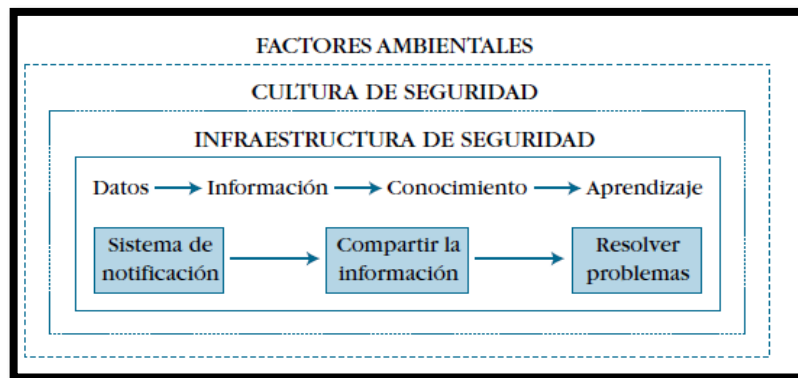 FACTORES AMBIENTALES
CULTURA DE SEGURIDAD
INFRAESTRUCTURA DE SEGURIDAD
Datos Información Conocimiento Aprendizaje
Sistema de
notificación
Compartir la
información
Resolver
problemas